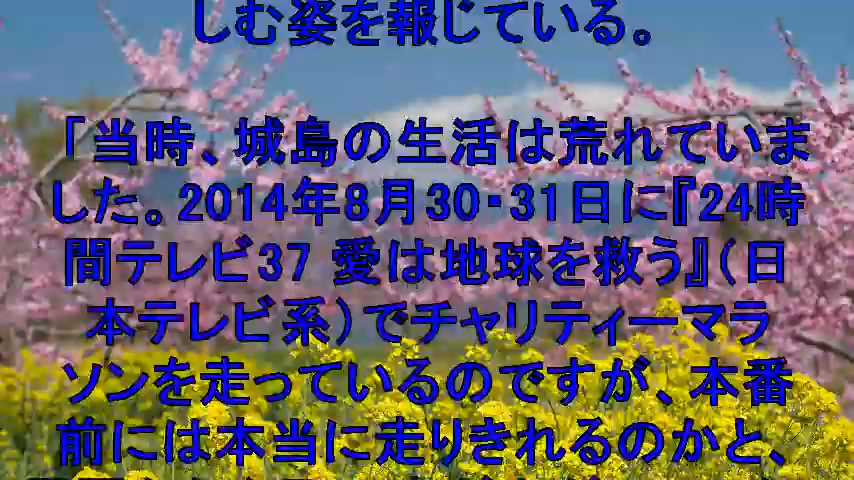 しむ姿を報じている。
「当時、城島の生活は荒れていま
した。2014年8月30・31日に『24時
間テレビ37 愛は地球を救う』（日
本テレビ系）でチャリティーマラ
ソンを走っているのですが、本番
前には本当に走りきれるのかと、